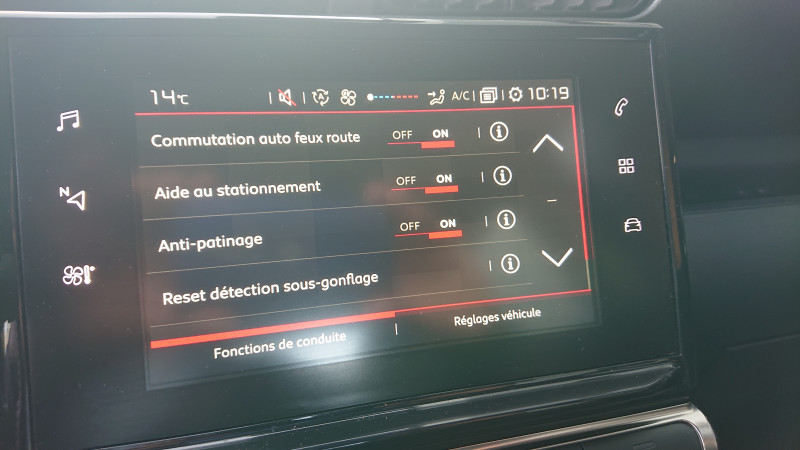 14°C A A/C 10:19
Commutation auto feux route OFF ON i
N
Aide au stationnement OFF ON i
Anti-patinage OFF ON i
Reset détection sous-gonflage i
Fonctions de conduite Réglages véhicule